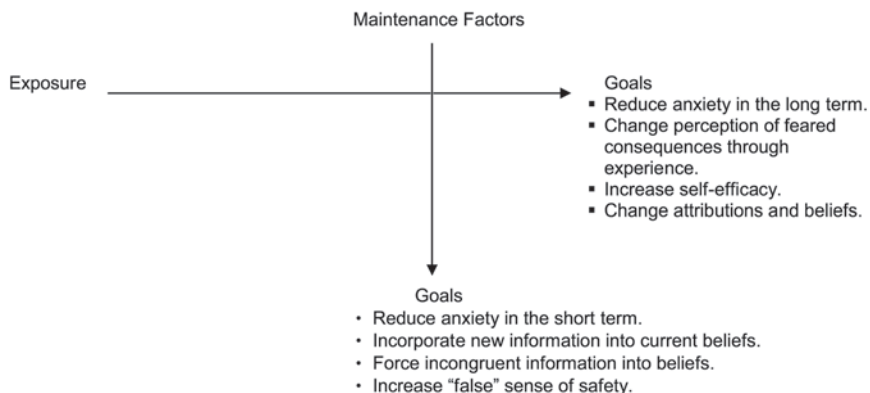 Maintenance Factors
Exposure
Goals
▪ Reduce anxiety in the long term.
▪ Change perception of feared
consequences through
experience.
▪ Increase self-efficacy.
▪ Change attributions and beliefs.
Goals
• Reduce anxiety in the short term.
• Incorporate new information into current beliefs.
• Force incongruent information into beliefs.
• Increase “false” sense of safety.